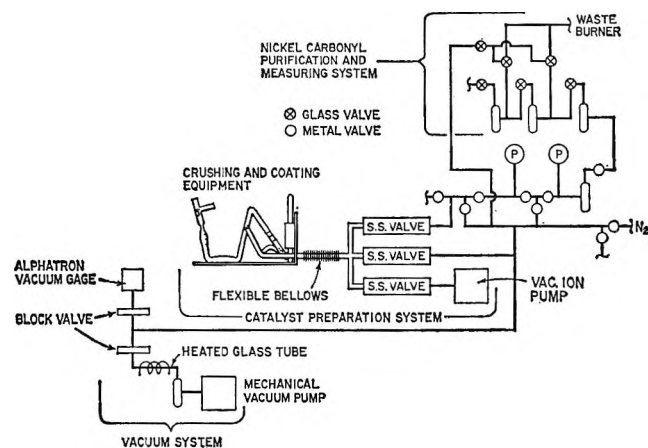 WASTE
BURNER
NICKEL CARBONYL
PURIFICATION AND
MEASURING SYSTEM
⊗ GLASS VALVE
○ METAL VALVE
P
P
CRUSHING AND COATING
EQUIPMENT
S.S. VALVE
N₂
S.S. VALVE
ALPHATRON
VACUUM GAGE
S.S. VALVE
FLEXIBLE BELLOWS
VAC. ION
PUMP
BLOCK VALVE
CATALYST PREPARATION SYSTEM
HEATED GLASS TUBE
MECHANICAL
VACUUM PUMP
VACUUM SYSTEM